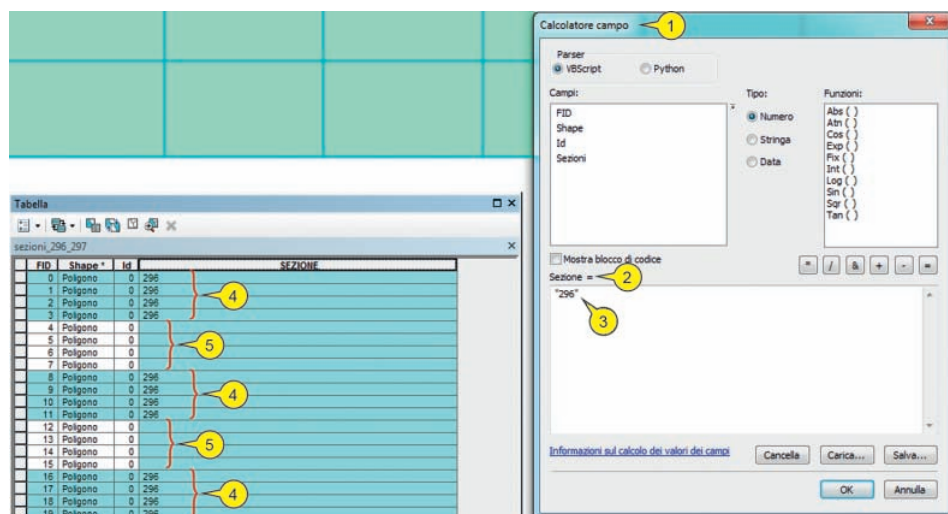 Calcolatore campo
1
Parser
VBScript Python
Campi: Tipo: Funzioni:
FID
Shape
Id
Sezioni
Numero
Stringa
Data
Abs ( )
Atn ( )
Cos ( )
Exp ( )
Fix ( )
Int ( )
Log ( )
Sin ( )
Sqr ( )
Tan ( )
Mostra blocco di codice
* / & + - =
Sezione =
2
"296"
3
Informazioni sul calcolo dei valori dei campi
Cancella Carica... Salva...
OK Annulla
Tabella
sezioni_296_297
FID Shape * Id SEZIONE
0 Poligono 0 296
1 Poligono 0 296
2 Poligono 0 296
3 Poligono 0 296
4
4 Poligono 0
5 Poligono 0
6 Poligono 0
7 Poligono 0
5
8 Poligono 0 296
9 Poligono 0 296
10 Poligono 0 296
11 Poligono 0 296
4
12 Poligono 0
13 Poligono 0
14 Poligono 0
15 Poligono 0
5
16 Poligono 0 296
17 Poligono 0 296
18 Poligono 0 296
19 Poligono 0 296
4